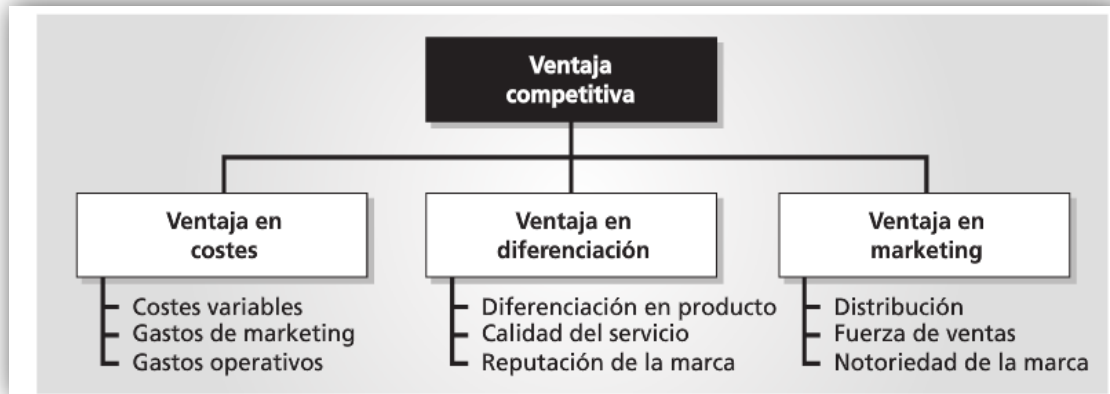 Ventaja
competitiva
Ventaja en
costes
Costes variables
Gastos de marketing
Gastos operativos
Ventaja en
diferenciación
Diferenciación en producto
Calidad del servicio
Reputación de la marca
Ventaja en
marketing
Distribución
Fuerza de ventas
Notoriedad de la marca